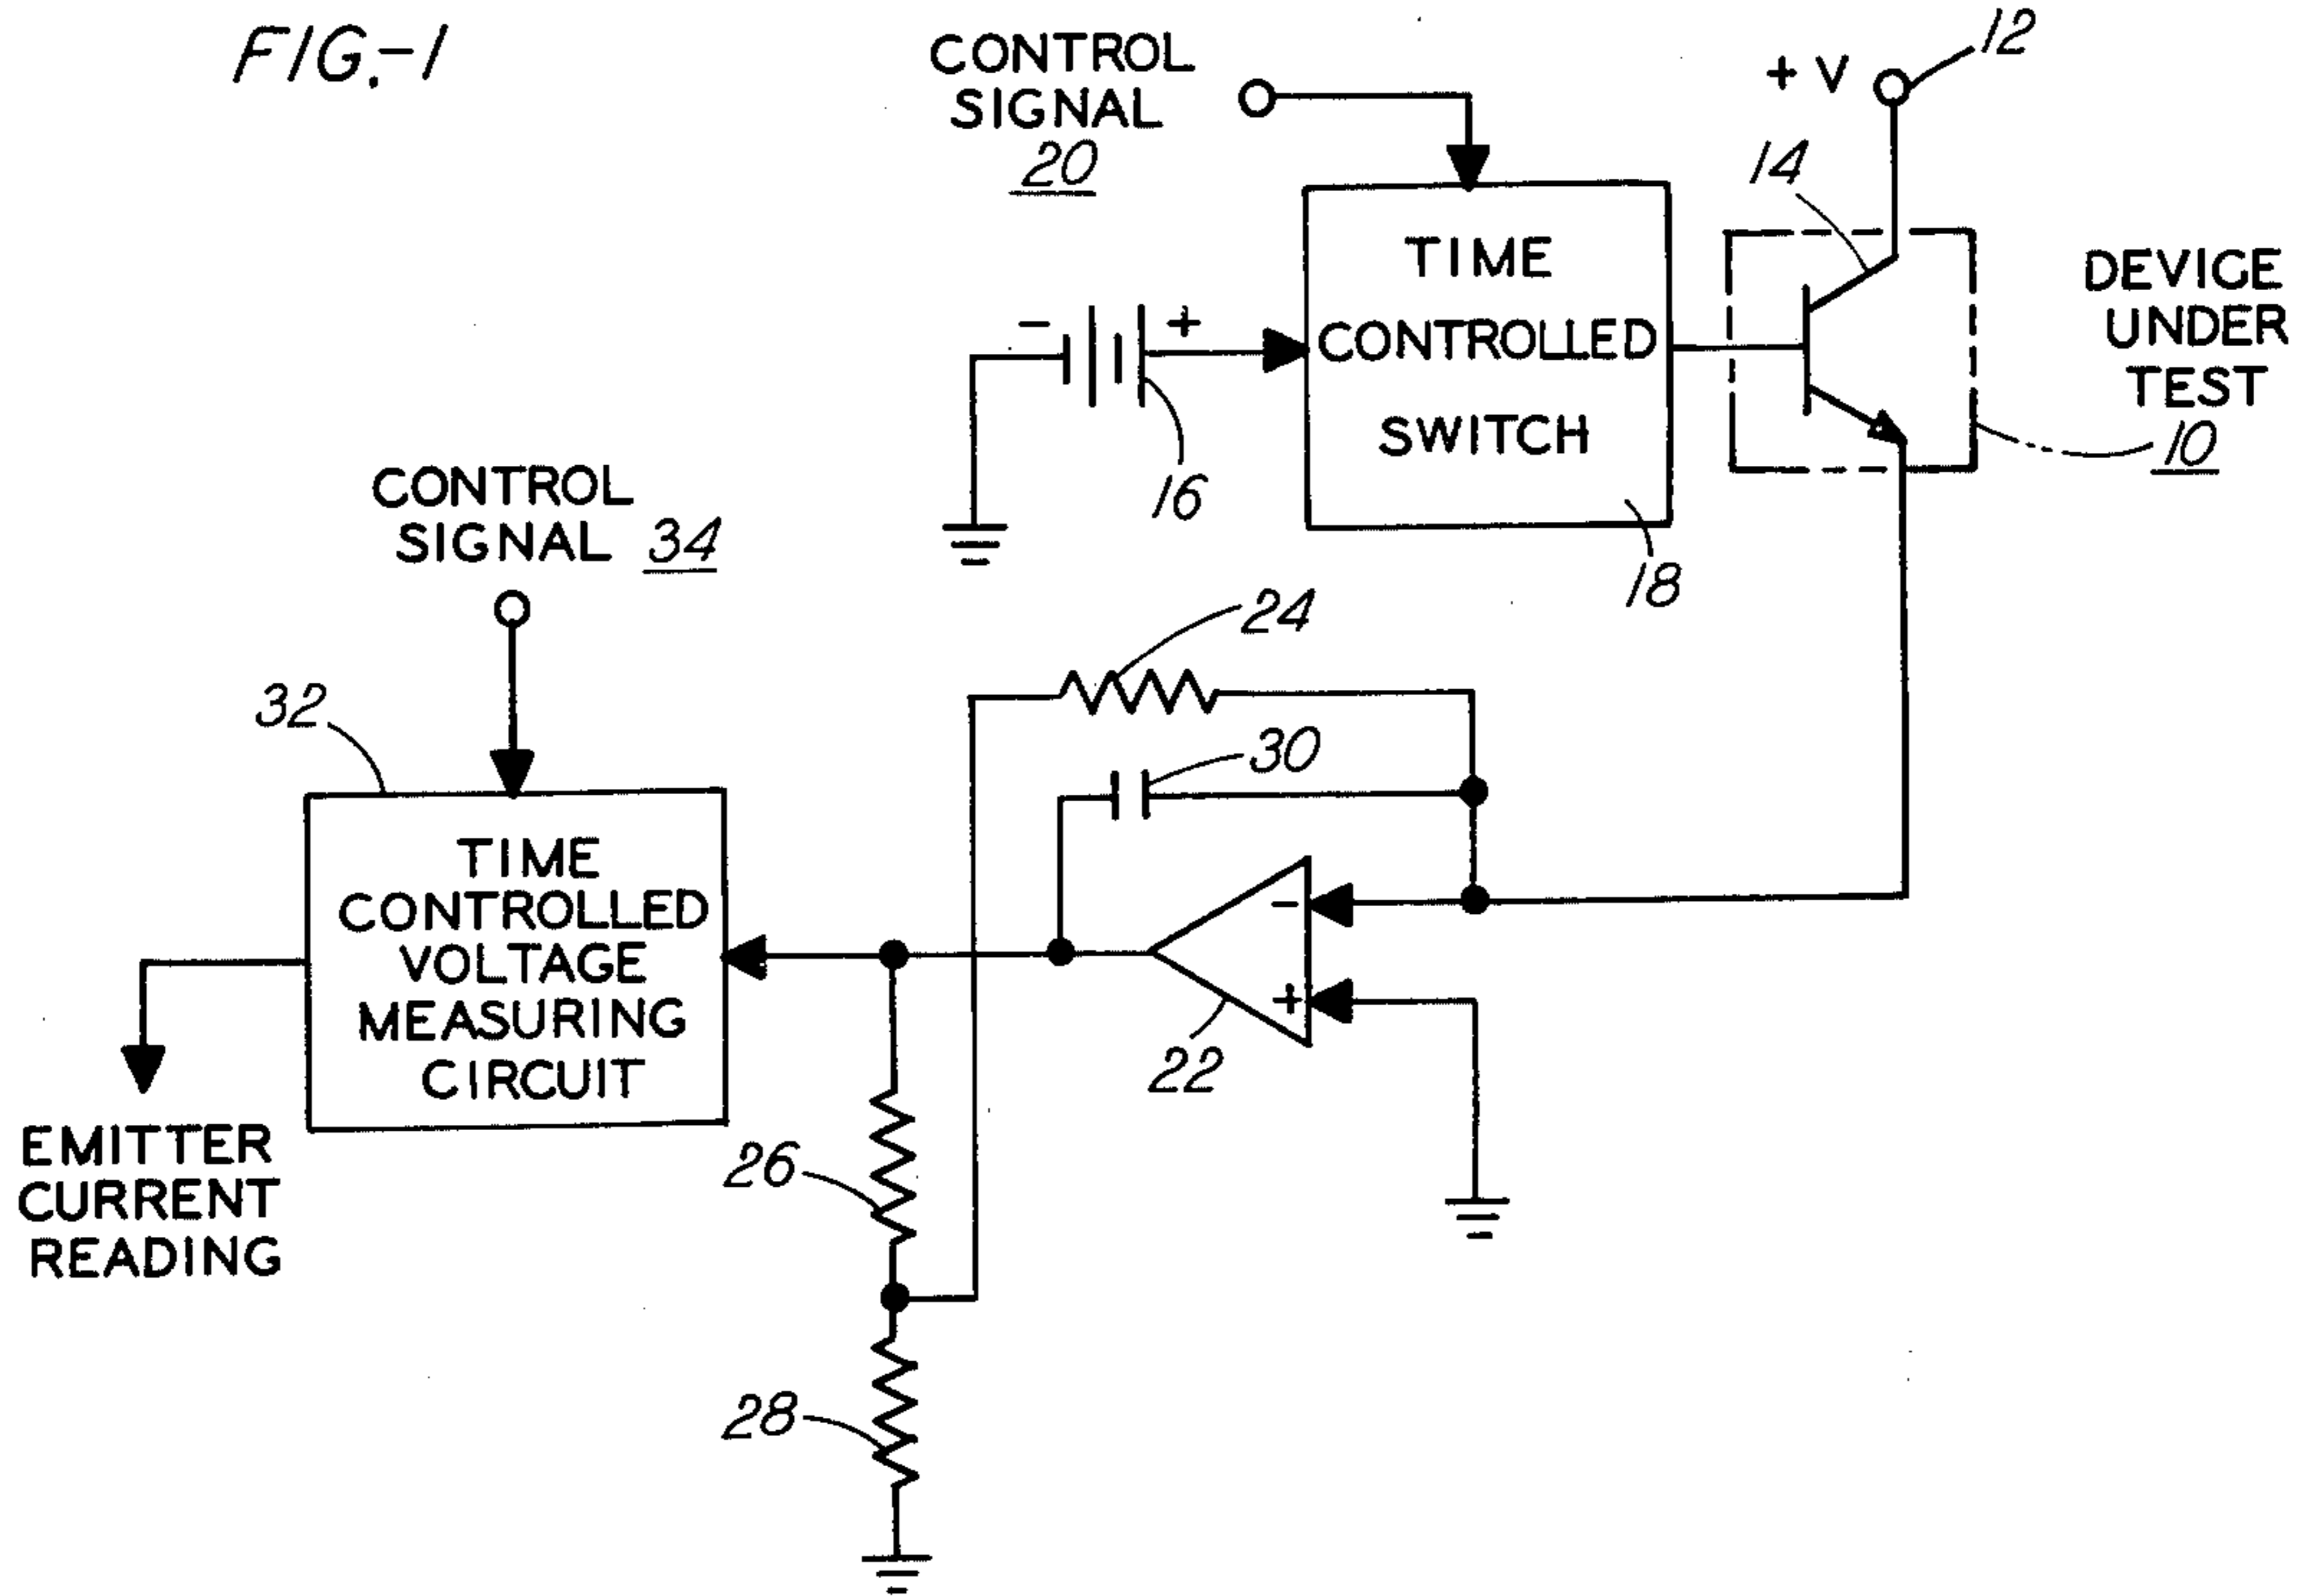 FIG.-1
CONTROL
SIGNAL
20
+ V
12
14
TIME
CONTROLLED
SWITCH
18
- +
16
DEVICE
UNDER
TEST
10
CONTROL
SIGNAL 34
24
30
32
TIME
CONTROLLED
VOLTAGE
MEASURING
CIRCUIT
-
+
22
EMITTER
CURRENT
READING
26
28